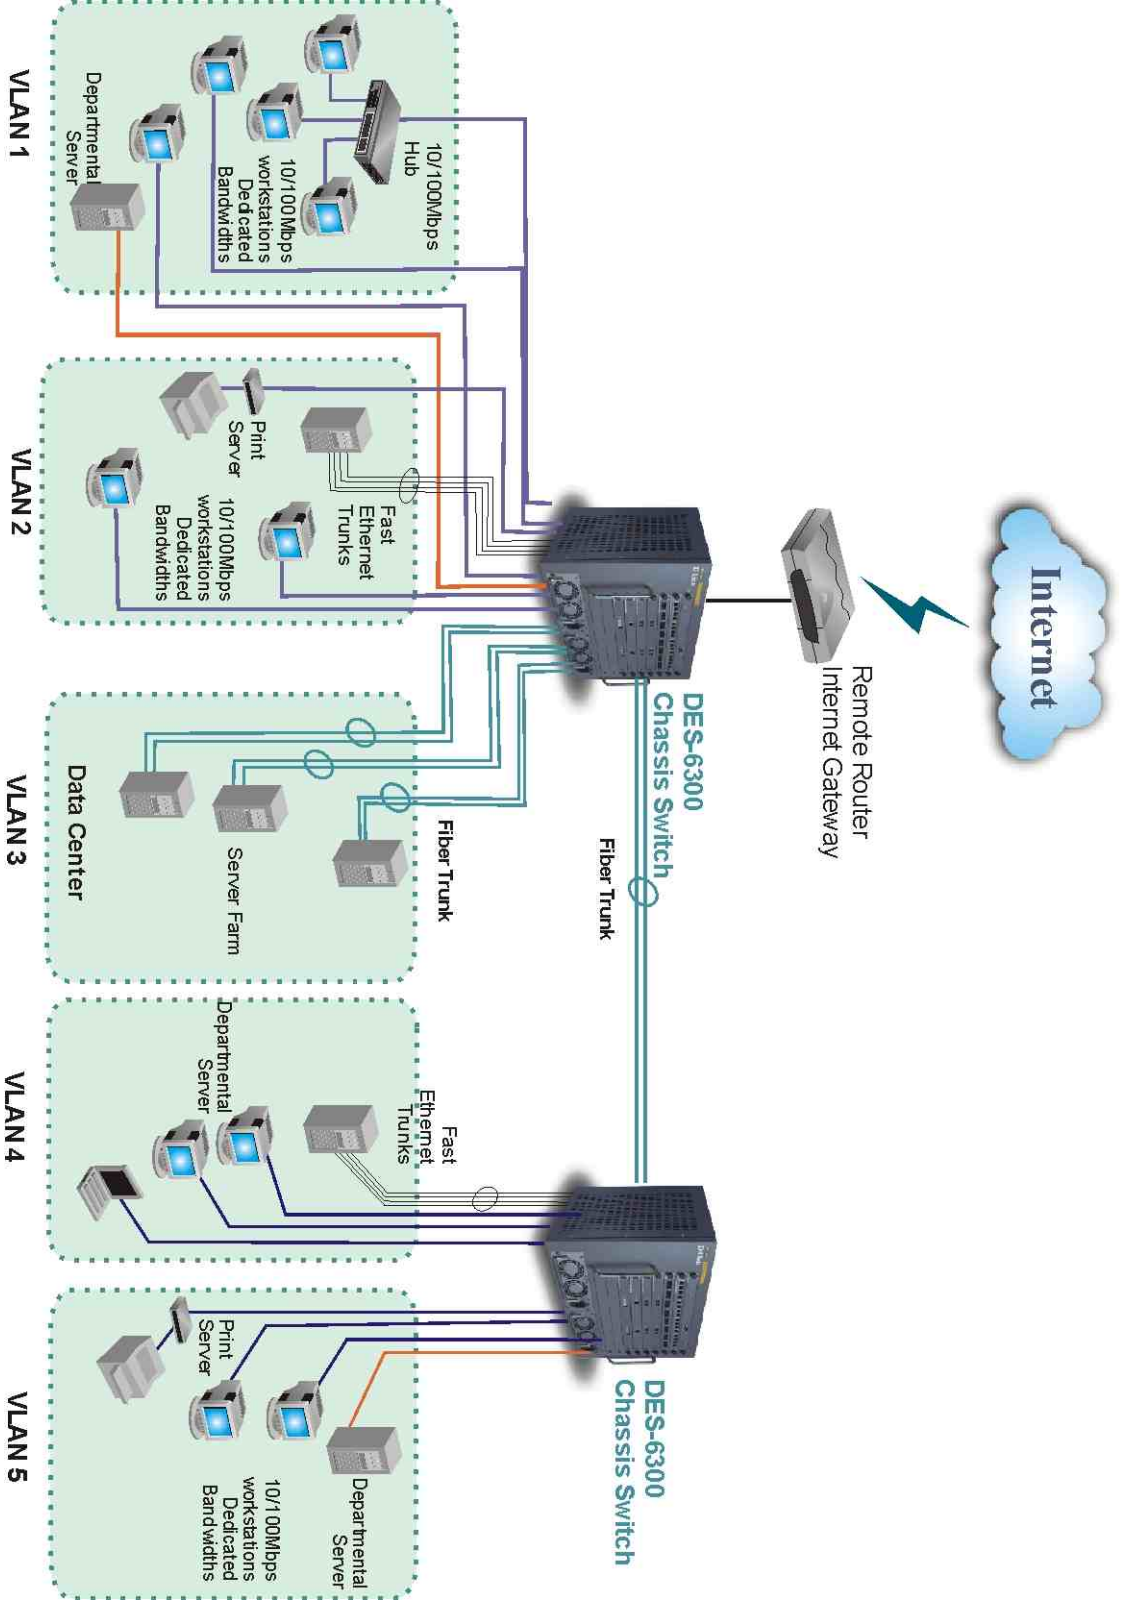 Internet
Remote Router
Internet Gateway
DES-6300
Chassis Switch
Fiber Trunk
DES-6300
Chassis Switch
10/100Mbps
Hub
10/100Mbps
workstations
Dedicated
Bandwidths
Departmental
Server
VLAN 1
Fast
Ethernet
Trunks
Print
Server
10/100Mbps
workstations
Dedicated
Bandwidths
VLAN 2
Fiber Trunk
Server Farm
Data Center
VLAN 3
Fast
Ethernet
Trunks
Departmental
Server
VLAN 4
Departmental
Server
Print
Server
10/100Mbps
workstations
Dedicated
Bandwidths
VLAN 5
D-Link
D-Link